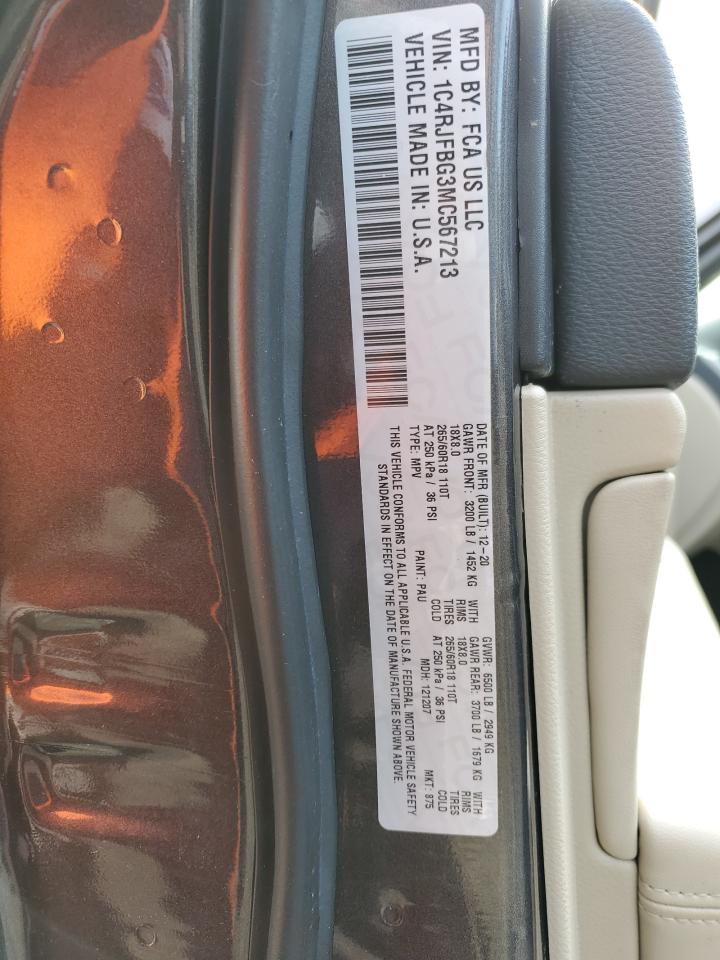 MFD BY: FCA US LLC
VIN: 1C4RJFBG3MC567213
VEHICLE MADE IN: U.S.A.
DATE OF MFR (BUILT): 12-20 GVWR: 6500 LB / 2949 KG
GAWR FRONT: 3200 LB / 1452 KG WITH GAWR REAR: 3700 LB / 1679 KG WITH
18X8.0 RIMS 18X8.0 RIMS
265/60R18 110T TIRES 265/60R18 110T TIRES
AT 250 kPa / 36 PSI COLD AT 250 kPa / 36 PSI COLD
TYPE: MPV PAINT: PAU MDH: 121207 MKT: 875
THIS VEHICLE CONFORMS TO ALL APPLICABLE U.S.A. FEDERAL MOTOR VEHICLE SAFETY
STANDARDS IN EFFECT ON THE DATE OF MANUFACTURE SHOWN ABOVE.